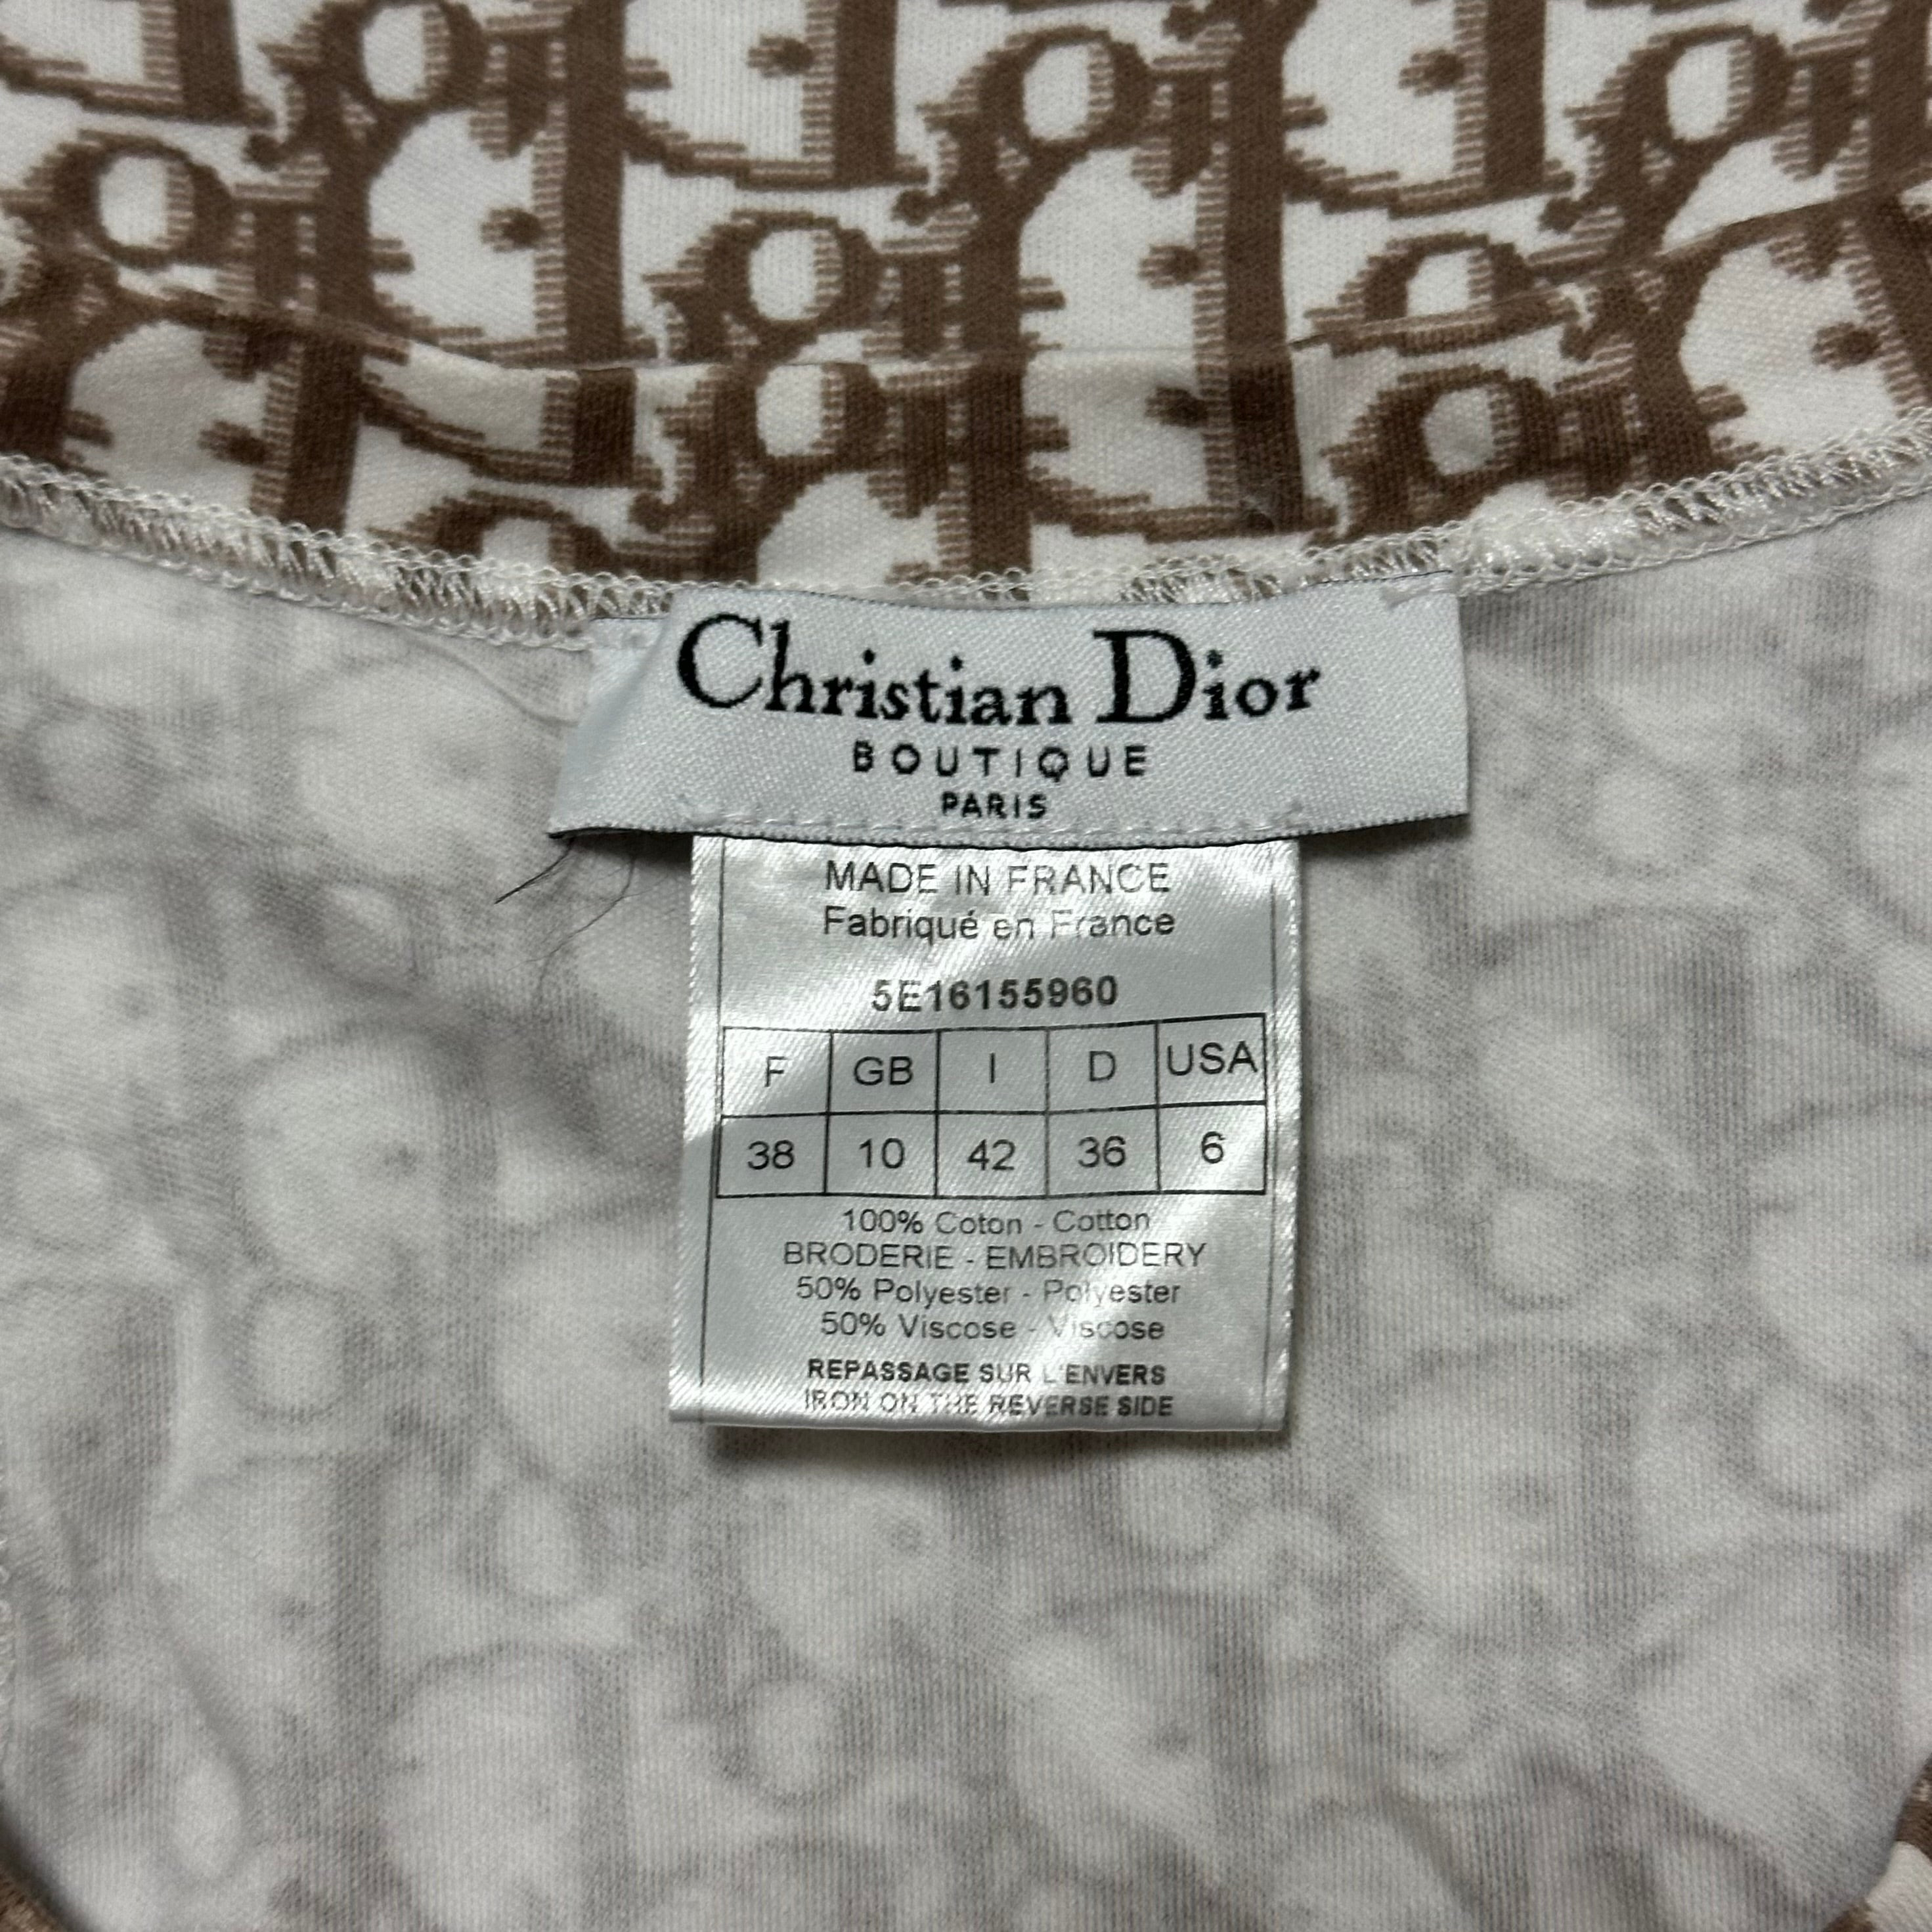 Christian Dior
BOUTIQUE
PARIS
MADE IN FRANCE
Fabriqué en France
5E16155960
F GB I D USA
38 10 42 36 6
100% Coton - Cotton
BRODERIE - EMBROIDERY
50% Polyester - Polyester
50% Viscose - Viscose
REPASSAGE SUR L'ENVERS
IRON ON THE REVERSE SIDE